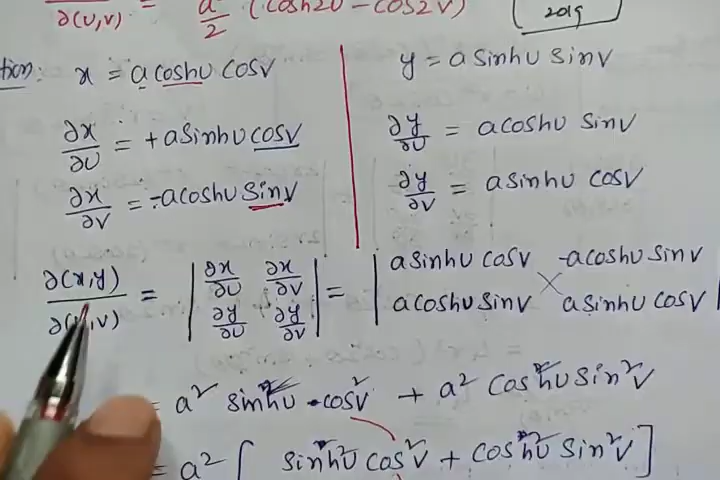 ∂(U,V) = a²/2 (cosh2U - cos2V) 2019
tion: x = a coshU cosV
y = a sinhU sinV
∂x/∂U = +a sinhU cosV
∂y/∂U = a coshU sinV
∂x/∂V = -a coshU sinV
∂y/∂V = a sinhU cosV
∂(x,y)/∂(U,V) = | ∂x/∂U ∂x/∂V ; ∂y/∂U ∂y/∂V | = | a sinhU cosV -a coshU sinV ; a coshU sinV a sinhU cosV |
= a² sinh²U · cos²V + a² cosh²U sin²V
= a² [ sinh²U cos²V + cosh²U sin²V ]